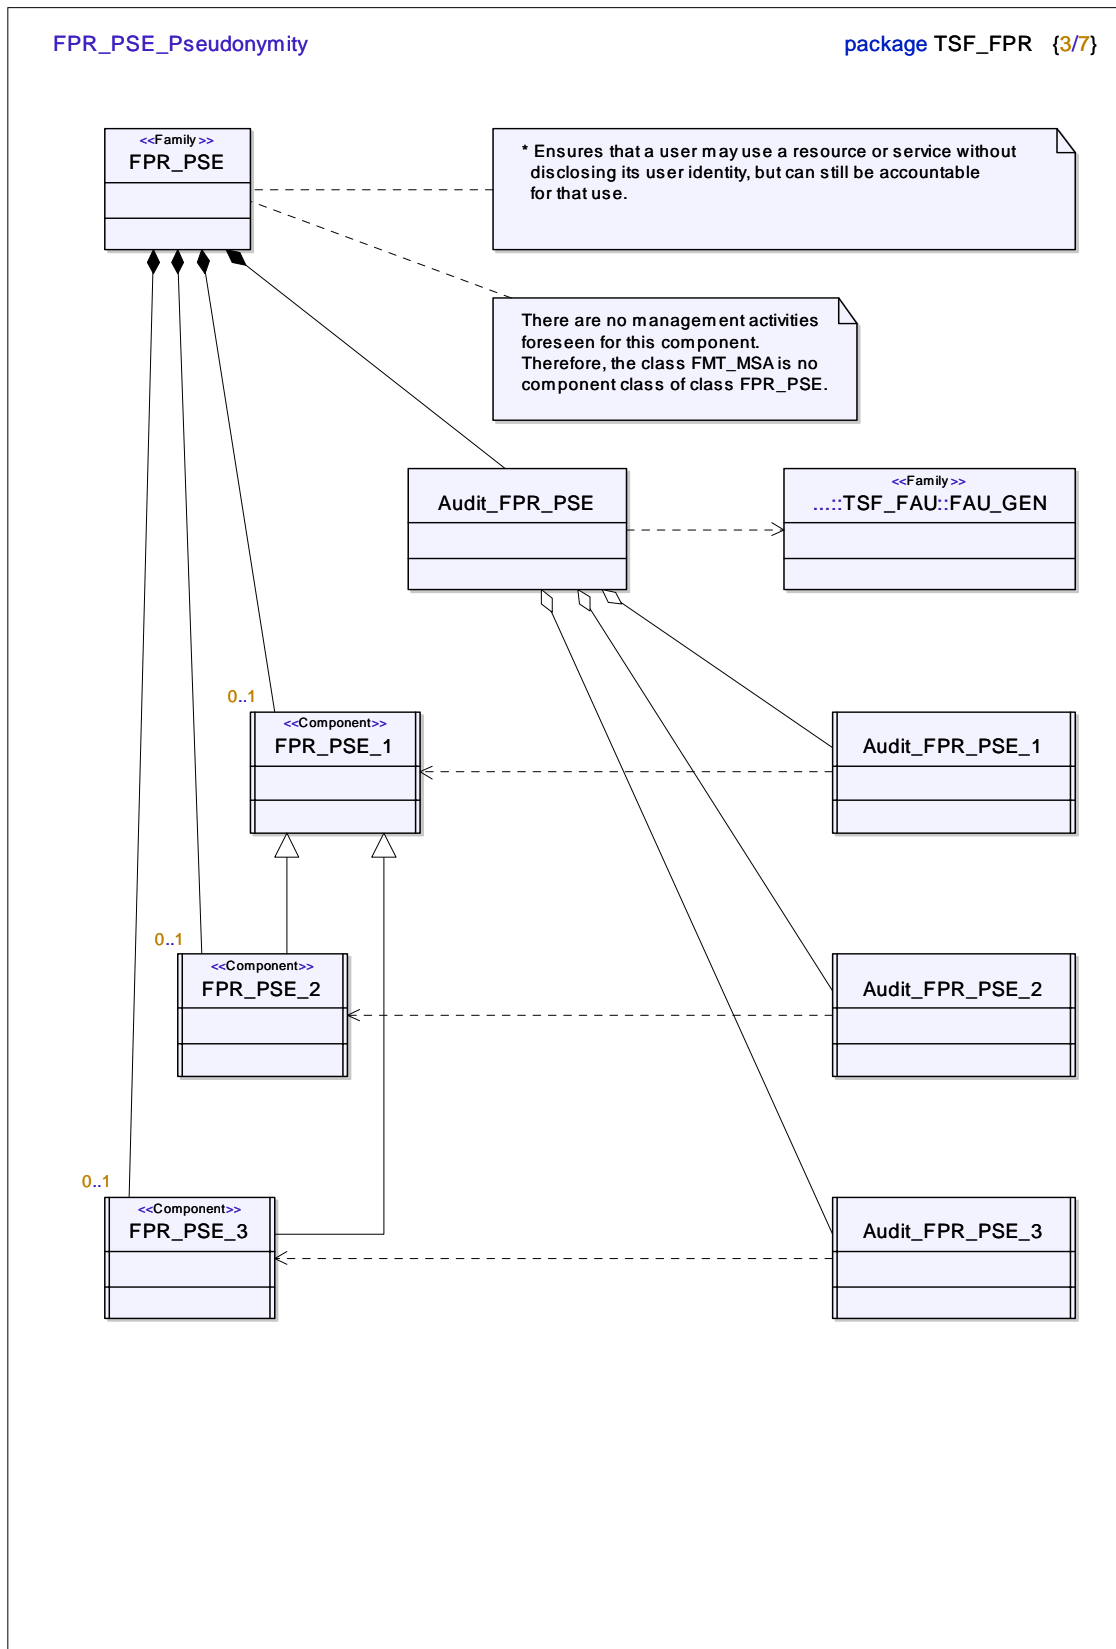 FPR_PSE_Pseudonymity
package TSF_FPR {3/7}
<<Family>>
FPR_PSE
* Ensures that a user may use a resource or service without
disclosing its user identity, but can still be accountable
for that use.
There are no management activities
foreseen for this component.
Therefore, the class FMT_MSA is no
component class of class FPR_PSE.
Audit_FPR_PSE
<<Family>>
...::TSF_FAU::FAU_GEN
0..1
<<Component>>
FPR_PSE_1
Audit_FPR_PSE_1
0..1
<<Component>>
FPR_PSE_2
Audit_FPR_PSE_2
0..1
<<Component>>
FPR_PSE_3
Audit_FPR_PSE_3